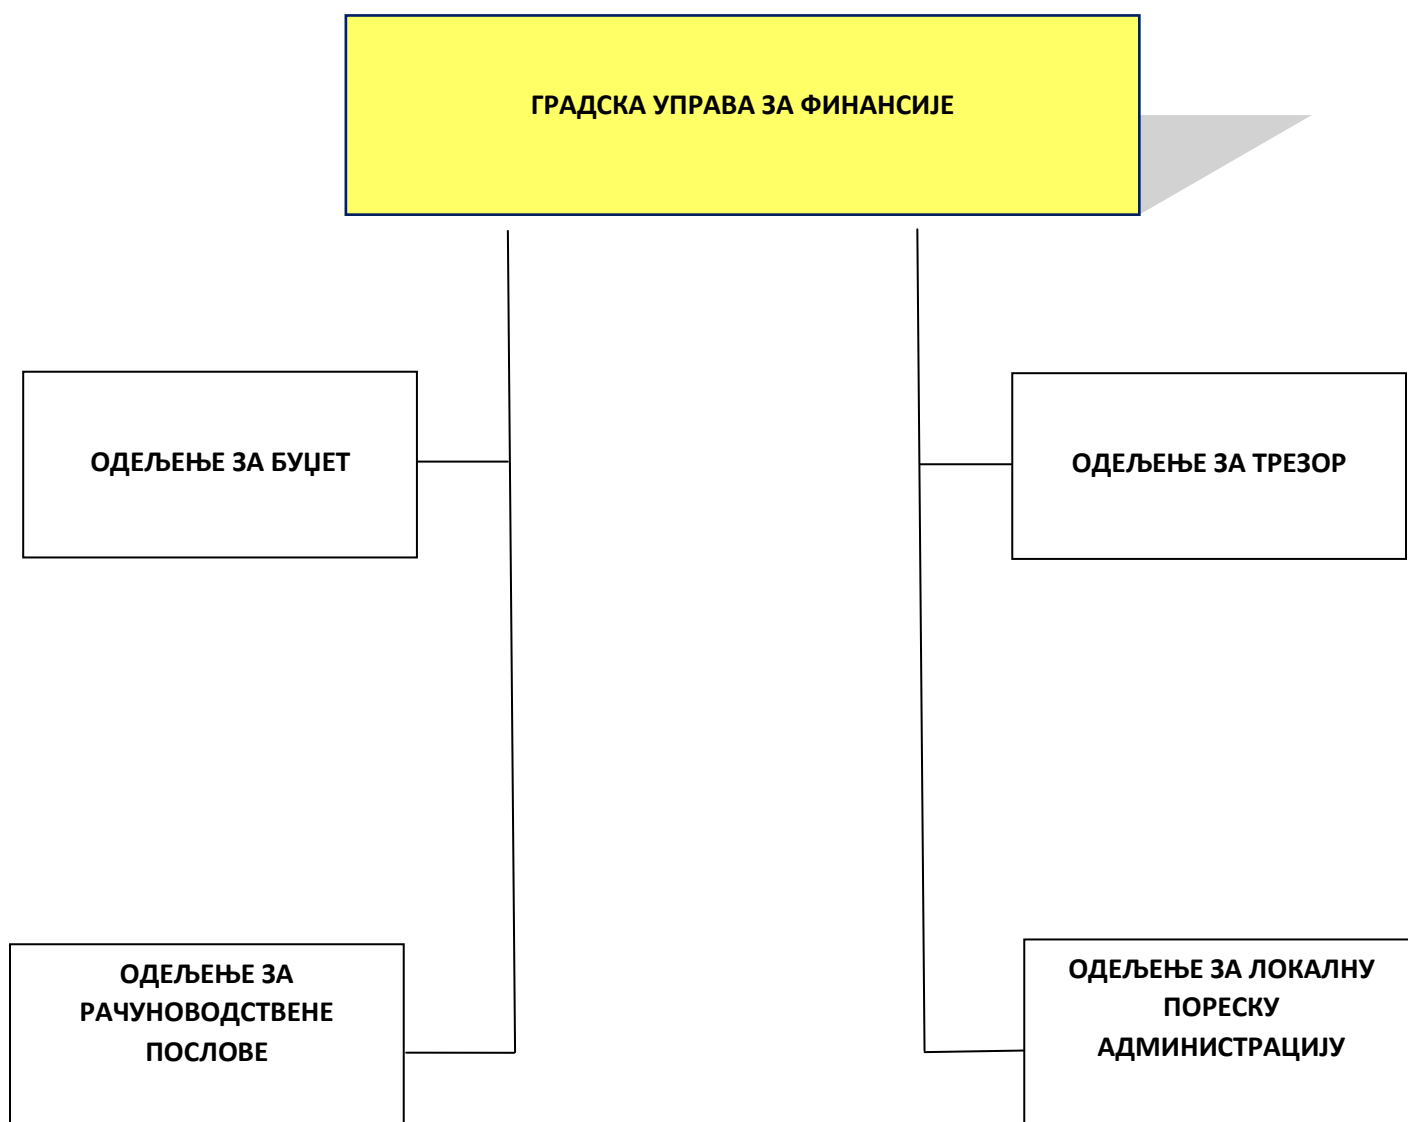 ГРАДСКА УПРАВА ЗА ФИНАНСИЈЕ
ОДЕЉЕЊЕ ЗА БУЏЕТ
ОДЕЉЕЊЕ ЗА ТРЕЗОР
ОДЕЉЕЊЕ ЗА
РАЧУНОВОДСТВЕНЕ
ПОСЛОВЕ
ОДЕЉЕЊЕ ЗА ЛОКАЛНУ
ПОРЕСКУ
АДМИНИСТРАЦИЈУ